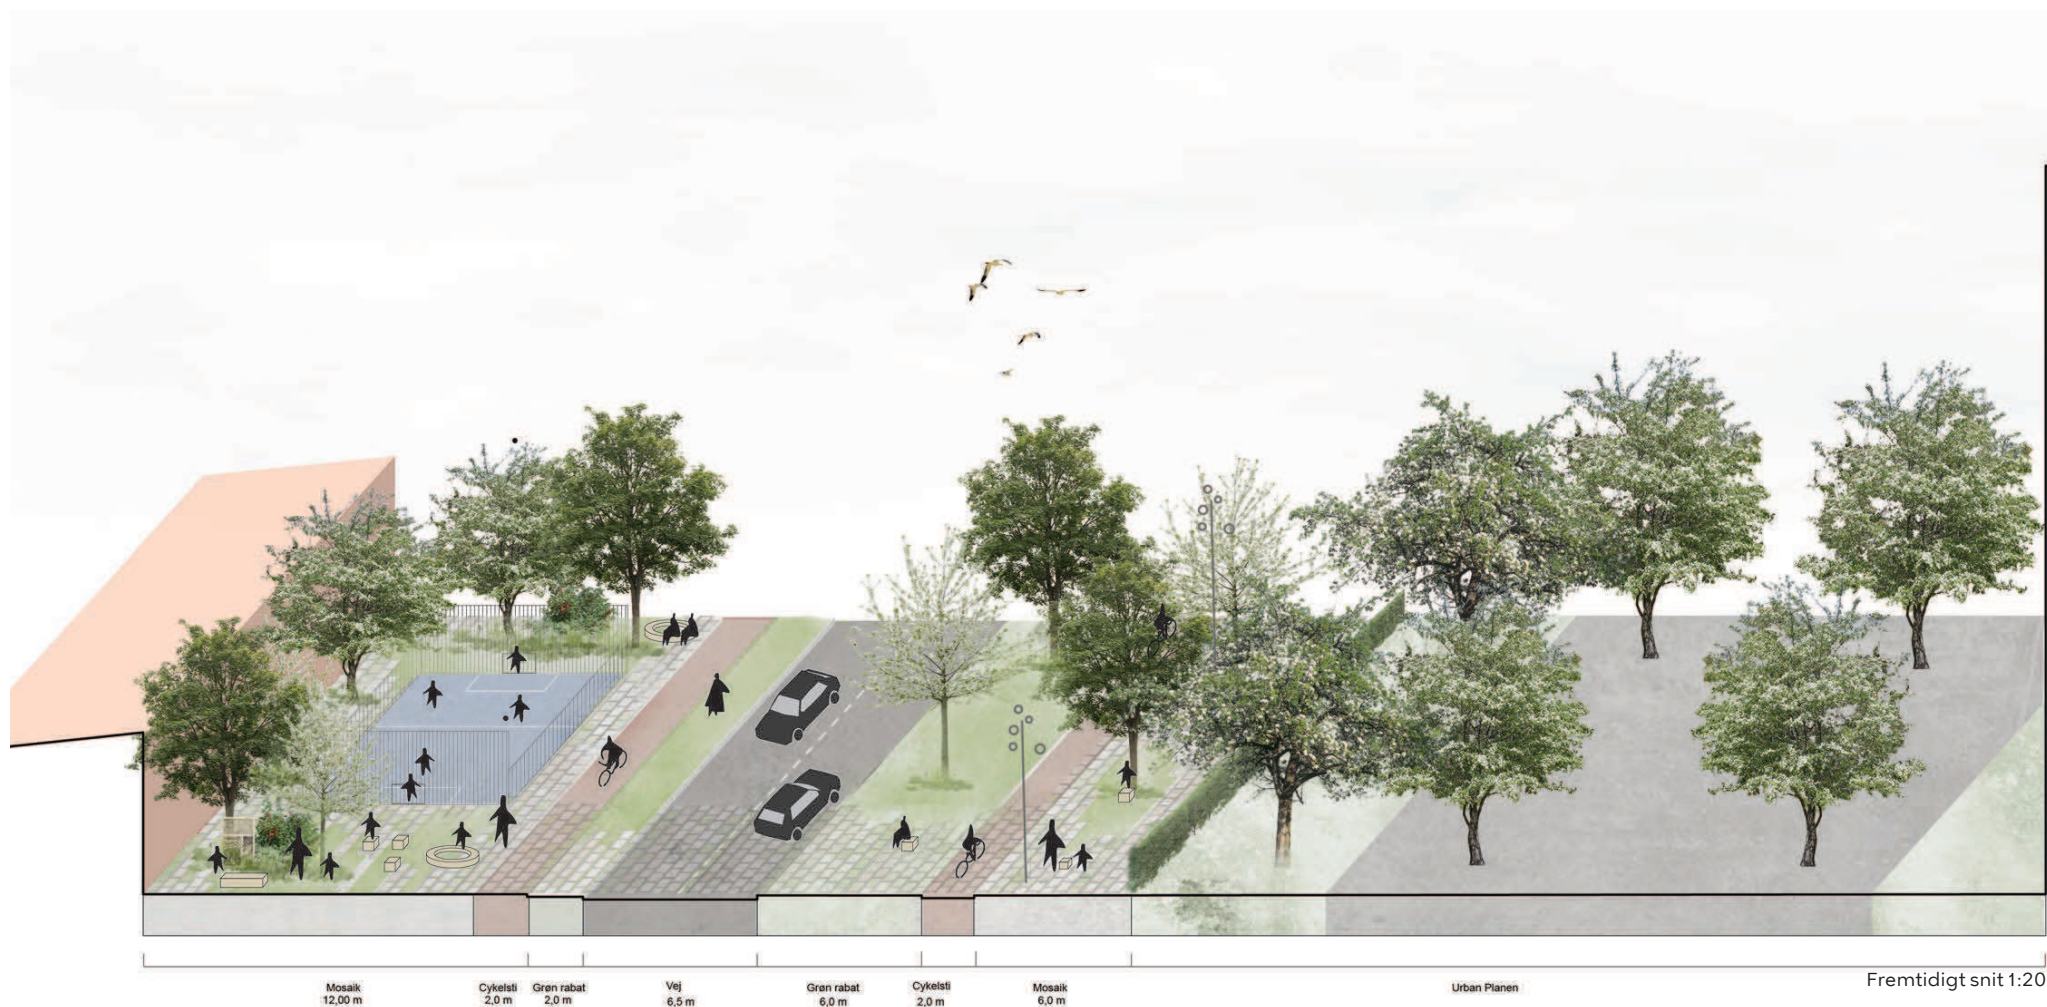 Mosaik
12,00 m
Cykelsti
2,0 m
Grøn rabat
2,0 m
Vej
6,5 m
Grøn rabat
6,0 m
Cykelsti
2,0 m
Mosaik
6,0 m
Urban Planen
Fremtidigt snit 1:20